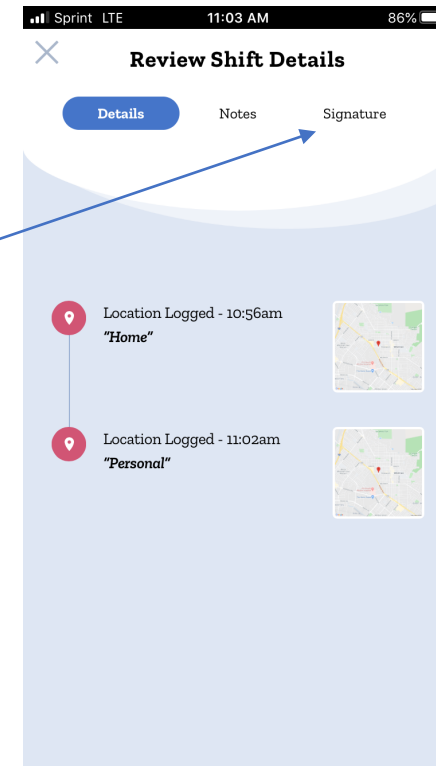 Sprint LTE 11:03 AM 86%
Review Shift Details
Details Notes Signature
Location Logged - 10:56am
"Home"
Location Logged - 11:02am
"Personal"